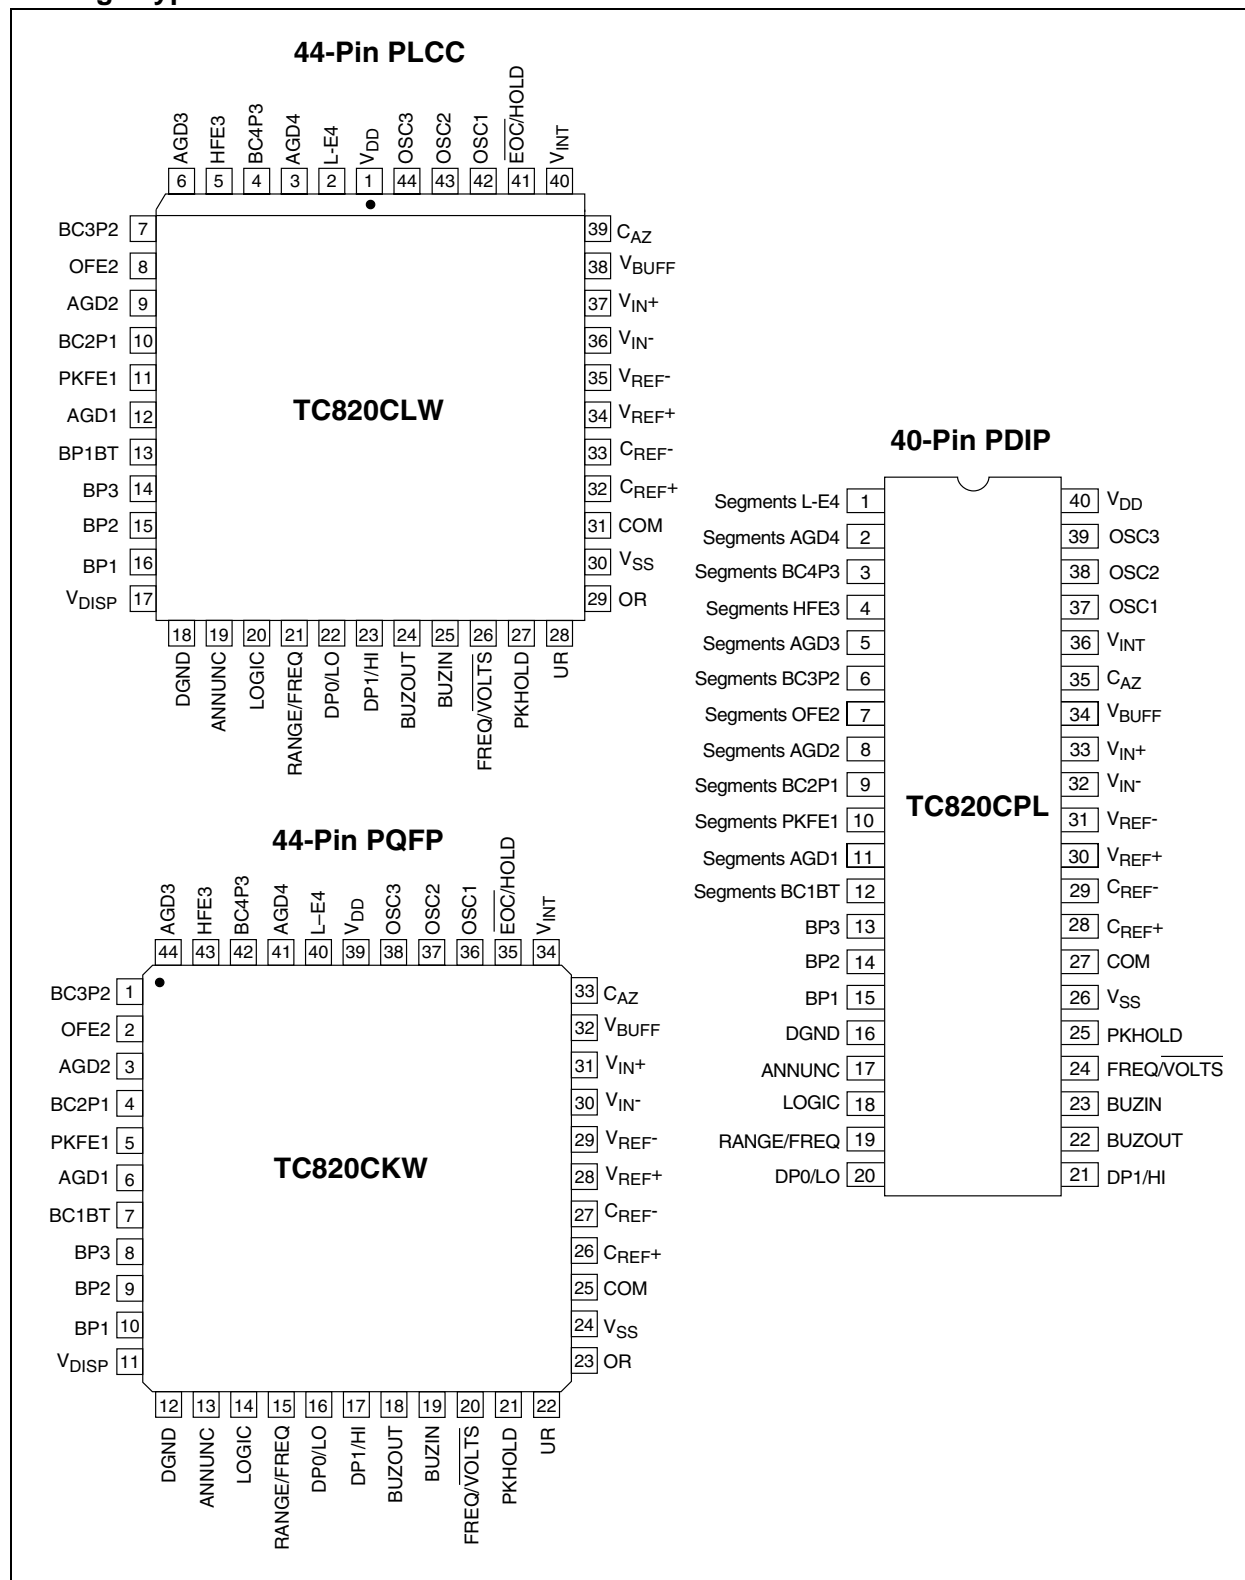 44-Pin PLCC
AGD3
HFE3
BC4P3
AGD4
L-E4
VDD
OSC3
OSC2
OSC1
EOC/HOLD
VINT
6 5 4 3 2 1 44 43 42 41 40
BC3P2 7
OFE2 8
AGD2 9
BC2P1 10
PKFE1 11
AGD1 12
BP1BT 13
BP3 14
BP2 15
BP1 16
VDISP 17
TC820CLW
39 CAZ
38 VBUFF
37 VIN+
36 VIN-
35 VREF-
34 VREF+
33 CREF-
32 CREF+
31 COM
30 VSS
29 OR
18 19 20 21 22 23 24 25 26 27 28
DGND
ANNUNC
LOGIC
RANGE/FREQ
DP0/LO
DP1/HI
BUZOUT
BUZIN
FREQ/VOLTS
PKHOLD
UR
44-Pin PQFP
AGD3
HFE3
BC4P3
AGD4
L–E4
VDD
OSC3
OSC2
OSC1
EOC/HOLD
VINT
44 43 42 41 40 39 38 37 36 35 34
BC3P2 1
OFE2 2
AGD2 3
BC2P1 4
PKFE1 5
AGD1 6
BC1BT 7
BP3 8
BP2 9
BP1 10
VDISP 11
TC820CKW
33 CAZ
32 VBUFF
31 VIN+
30 VIN-
29 VREF-
28 VREF+
27 CREF-
26 CREF+
25 COM
24 VSS
23 OR
12 13 14 15 16 17 18 19 20 21 22
DGND
ANNUNC
LOGIC
RANGE/FREQ
DP0/LO
DP1/HI
BUZOUT
BUZIN
FREQ/VOLTS
PKHOLD
UR
40-Pin PDIP
Segments L-E4 1
Segments AGD4 2
Segments BC4P3 3
Segments HFE3 4
Segments AGD3 5
Segments BC3P2 6
Segments OFE2 7
Segments AGD2 8
Segments BC2P1 9
Segments PKFE1 10
Segments AGD1 11
Segments BC1BT 12
BP3 13
BP2 14
BP1 15
DGND 16
ANNUNC 17
LOGIC 18
RANGE/FREQ 19
DP0/LO 20
TC820CPL
40 VDD
39 OSC3
38 OSC2
37 OSC1
36 VINT
35 CAZ
34 VBUFF
33 VIN+
32 VIN-
31 VREF-
30 VREF+
29 CREF-
28 CREF+
27 COM
26 VSS
25 PKHOLD
24 FREQ/VOLTS
23 BUZIN
22 BUZOUT
21 DP1/HI